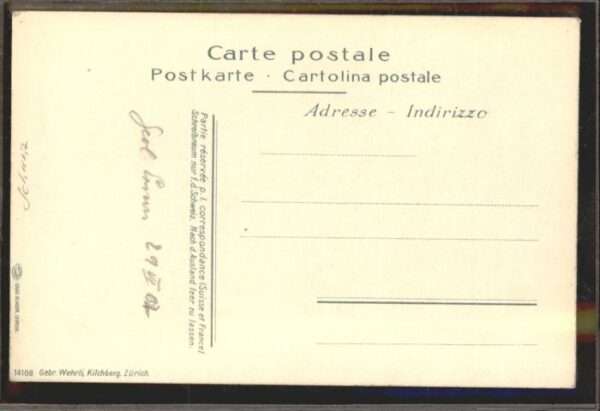 Carte postale
Postkarte · Cartolina postale
Adresse - Indirizzo
Partie réservée p. l. correspondance (Suisse et France)
Schreibraum nur f. d. Schweiz. Nach d. Ausland leer zu lassen.
14108 Gebr. Wehrli, Kilchberg, Zürich.